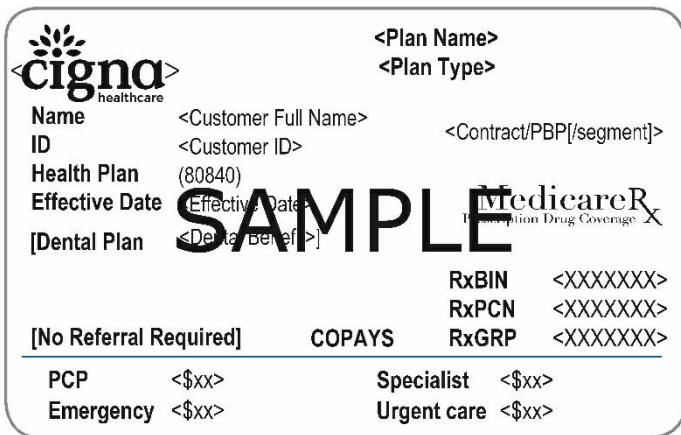 <Plan Name>
<Plan Type>
<cigna>
healthcare
Name <Customer Full Name>
<Contract/PBP[/segment]>
ID <Customer ID>
Health Plan (80840)
Effective Date <Effective Date>
SAMPLE
MedicareRx
Prescription Drug Coverage
[Dental Plan <Dental Benefit>]
RxBIN <XXXXXXX>
RxPCN <XXXXXXX>
[No Referral Required] COPAYS RxGRP <XXXXXXX>
PCP <$xx> Specialist <$xx>
Emergency <$xx> Urgent care <$xx>